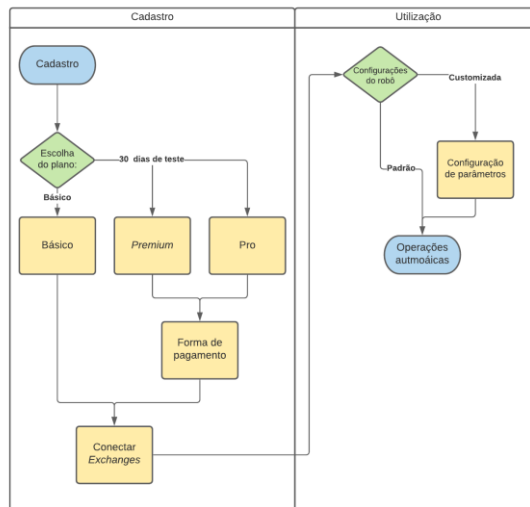 Cadastro
Utilização
Cadastro
Escolha
do plano:
30 dias de teste
Básico
Básico
Premium
Pro
Forma de
pagamento
Conectar
Exchanges
Configurações
do robô
Customizada
Padrão
Configuração
de parâmetros
Operações
autmoáicas